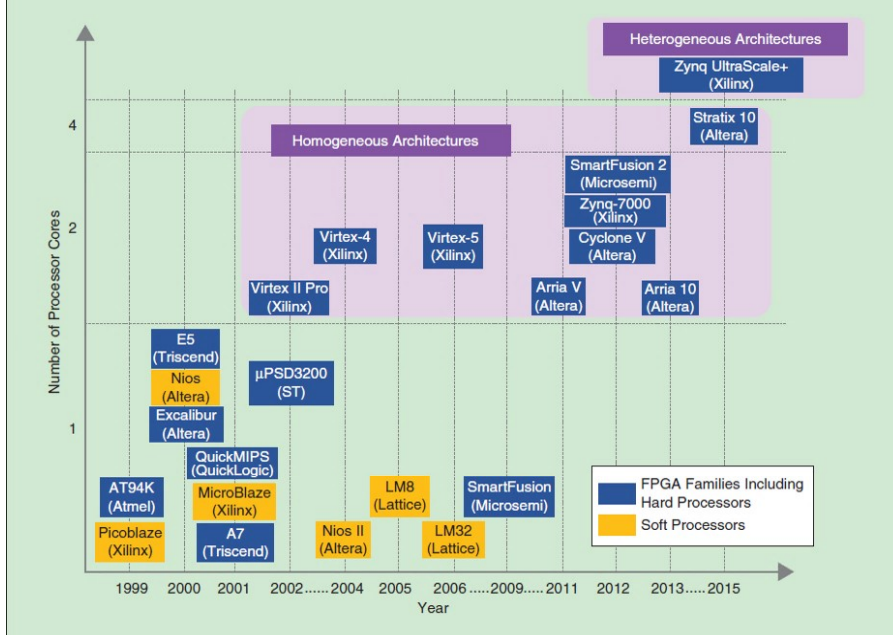 Heterogeneous Architectures
Zynq UltraScale+
(Xilinx)
4
Stratix 10
(Altera)
Homogeneous Architectures
SmartFusion 2
(Microsemi)
Zynq-7000
(Xilinx)
2
Virtex-4
(Xilinx)
Virtex-5
(Xilinx)
Cyclone V
(Altera)
Virtex II Pro
(Xilinx)
Arria V
(Altera)
Arria 10
(Altera)
Number of Processor Cores
E5
(Triscend)
Nios
(Altera)
µPSD3200
(ST)
Excalibur
(Altera)
1
QuickMIPS
(QuickLogic)
AT94K
(Atmel)
MicroBlaze
(Xilinx)
LM8
(Lattice)
SmartFusion
(Microsemi)
FPGA Families Including
Hard Processors
Soft Processors
Picoblaze
(Xilinx)
A7
(Triscend)
Nios II
(Altera)
LM32
(Lattice)
1999 2000 2001 2002......2004 2005 2006 .....2009.....2011 2012 2013.....2015
Year